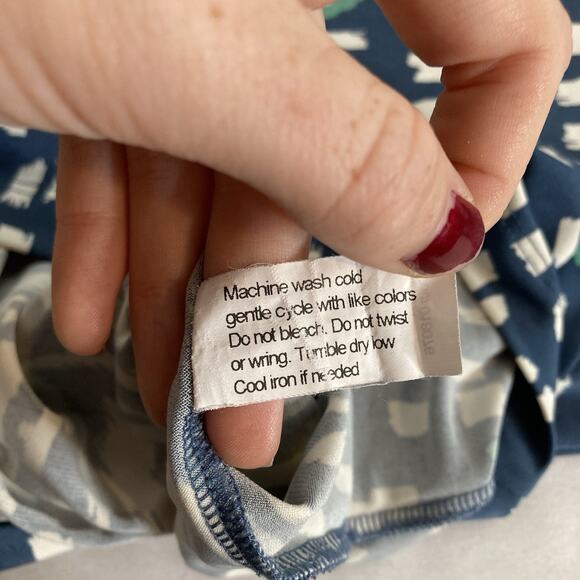 Machine wash cold
gentle cycle with like colors
Do not bleach. Do not twist
or wring. Tumble dry low
Cool iron if needed